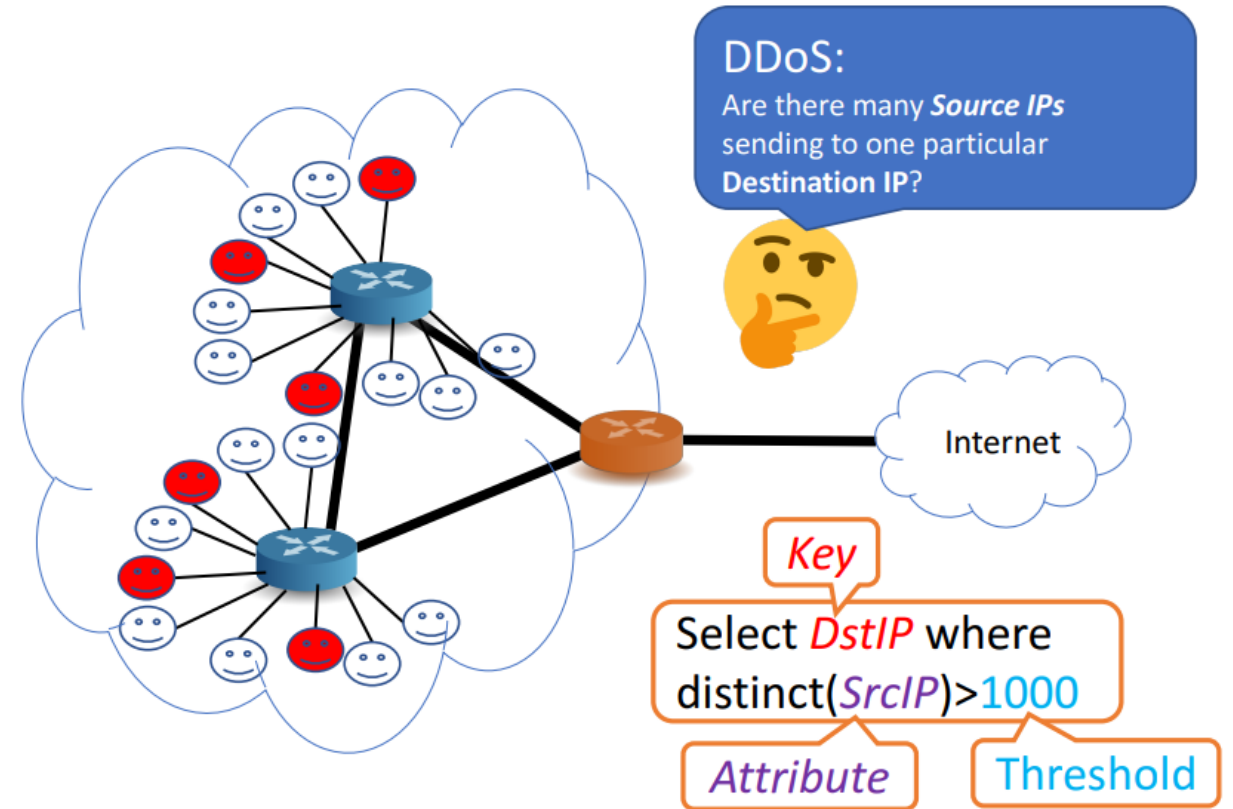 DDoS:
Are there many Source IPs
sending to one particular
Destination IP?
Internet
Key
Select DstIP where
distinct(SrcIP)>1000
Attribute
Threshold